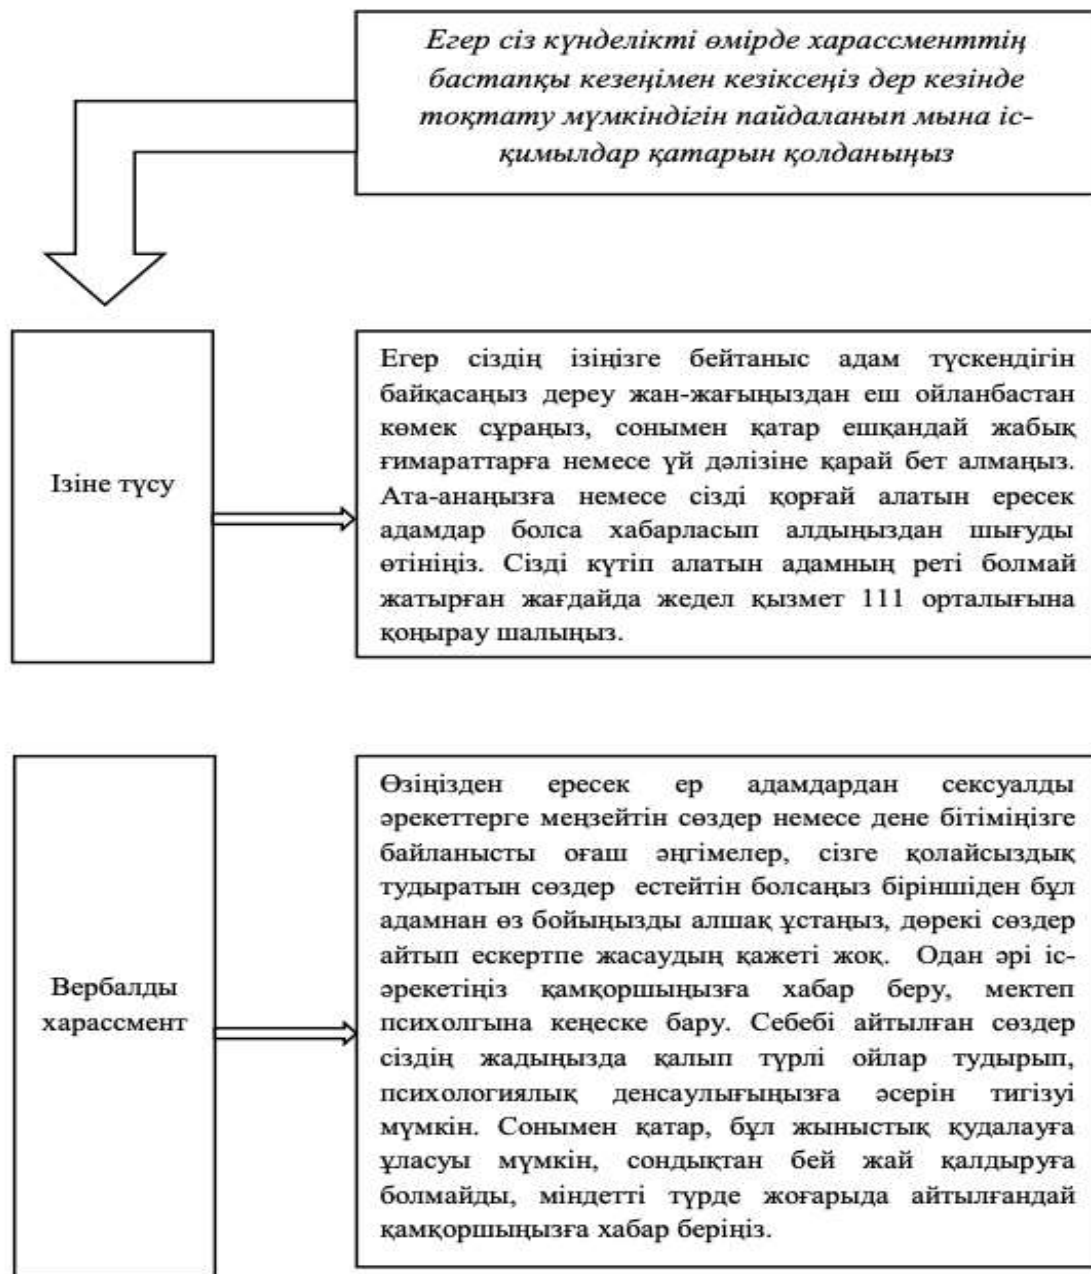 Егер сіз күнделікті өмірде харассменттің
бастапқы кезеңімен кезіксеңіз дер кезінде
тоқтату мүмкіндігін пайдаланып мына іс-
қимылдар қатарын қолданыңыз
Ізіне түсу
Егер сіздің ізіңізге бейтаныс адам түскендігін
байқасаңыз дереу жан-жағыңыздан еш ойланбастан
көмек сұраңыз, сонымен қатар ешқандай жабық
ғимараттарға немесе үй дәлізіне қарай бет алмаңыз.
Ата-анаңызға немесе сізді қорғай алатын ересек
адамдар болса хабарласып алдыңыздан шығуды
өтініңіз. Сізді күтіп алатын адамның реті болмай
жатырған жағдайда жедел қызмет 111 орталығына
қоңырау шалыңыз.
Вербалды
харассмент
Өзіңізден ересек ер адамдардан сексуалды
әрекеттерге меңзейтін сөздер немесе дене бітіміңізге
байланысты оғаш әңгімелер, сізге қолайсыздық
тудыратын сөздер естейтін болсаңыз біріншіден бұл
адамнан өз бойыңызды алшақ ұстаңыз, дөрекі сөздер
айтып ескертпе жасаудың қажеті жоқ. Одан әрі іс-
әрекетіңіз қамқоршыңызға хабар беру, мектеп
психолгына кеңеске бару. Себебі айтылған сөздер
сіздің жадыңызда қалып түрлі ойлар тудырып,
психологиялық денсаулығыңызға әсерін тигізуі
мүмкін. Сонымен қатар, бұл жыныстық қудалауға
ұласуы мүмкін, сондықтан бей жай қалдыруға
болмайды, міндетті түрде жоғарыда айтылғандай
қамқоршыңызға хабар беріңіз.